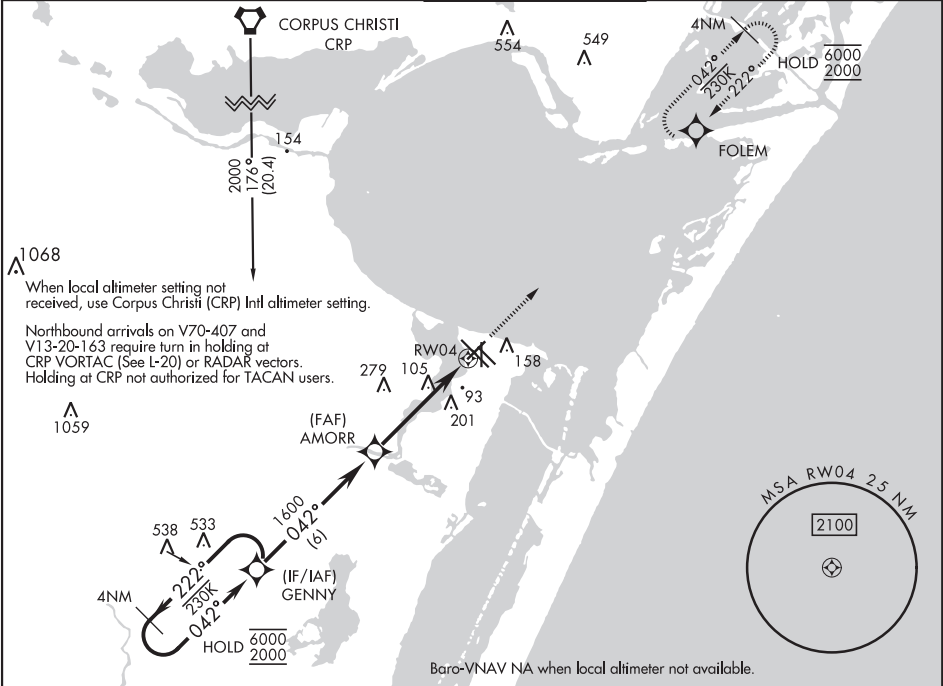 CORPUS CHRISTI
CRP
554
549
4NM
042°
230K
222°
HOLD
6000
2000
FOLEM
154
2000
176°
(20.4)
1068
When local altimeter setting not
received, use Corpus Christi (CRP) Intl altimeter setting.
Northbound arrivals on V70-407 and
V13-20-163 require turn in holding at
CRP VORTAC (See L-20) or RADAR vectors.
Holding at CRP not authorized for TACAN users.
RW04
158
279
105
93
201
1059
(FAF)
AMORR
1600
042°
(6)
538
533
222°
230K
042°
4NM
(IF/IAF)
GENNY
HOLD
6000
2000
MSA RW04 25 NM
2100
Baro-VNAV NA when local altimeter not available.